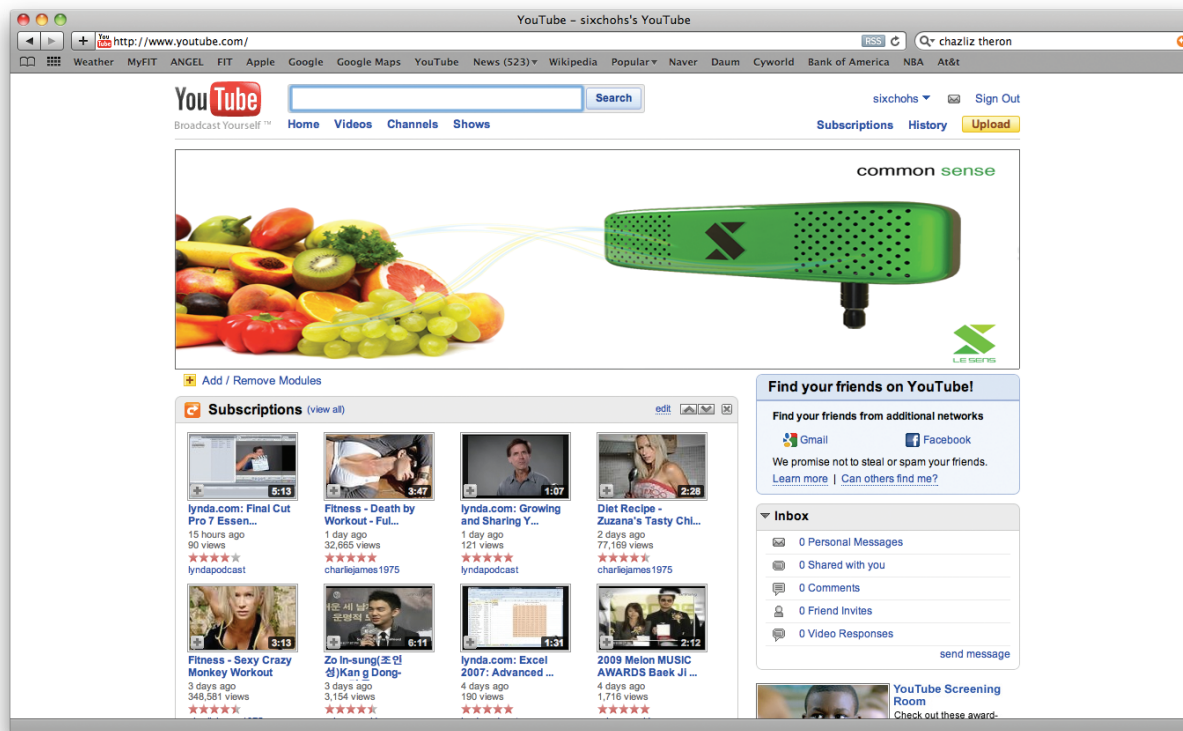 YouTube – sixchohs's YouTube
http://www.youtube.com/
RSS
chazliz theron
Weather MyFIT ANGEL FIT Apple Google Google Maps YouTube News (523) Wikipedia Popular Naver Daum Cyworld Bank of America NBA At&t
You Tube
Broadcast Yourself ™
Search
sixchohs
Sign Out
Home Videos Channels Shows
Subscriptions History Upload
common sense
LE SENS
Add / Remove Modules
Subscriptions (view all)
edit
5:13
3:47
1:07
2:28
lynda.com: Final Cut
Pro 7 Essen...
15 hours ago
90 views
lyndapodcast
Fitness - Death by
Workout - Ful...
1 day ago
32,665 views
charliejames1975
lynda.com: Growing
and Sharing Y...
1 day ago
121 views
lyndapodcast
Diet Recipe -
Zuzana's Tasty Chi...
2 days ago
77,169 views
charliejames1975
3:13
6:11
1:31
2:12
Fitness - Sexy Crazy
Monkey Workout
3 days ago
348,581 views
Zo In-sung(조인
성)Kan g Dong-
3 days ago
3,154 views
lynda.com: Excel
2007: Advanced ...
4 days ago
190 views
2009 Melon MUSIC
AWARDS Baek Ji ...
4 days ago
1,716 views
Find your friends on YouTube!
Find your friends from additional networks
Gmail
Facebook
We promise not to steal or spam your friends.
Learn more | Can others find me?
Inbox
0 Personal Messages
0 Shared with you
0 Comments
0 Friend Invites
0 Video Responses
send message
YouTube Screening
Room
Check out these award-